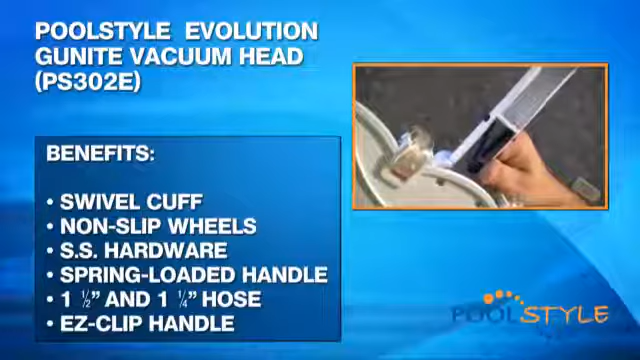 POOLSTYLE EVOLUTION
GUNITE VACUUM HEAD
(PS302E)
BENEFITS:
• SWIVEL CUFF
• NON-SLIP WHEELS
• S.S. HARDWARE
• SPRING-LOADED HANDLE
• 1 ½” AND 1 ¼” HOSE
• EZ-CLIP HANDLE
POOLSTYLE